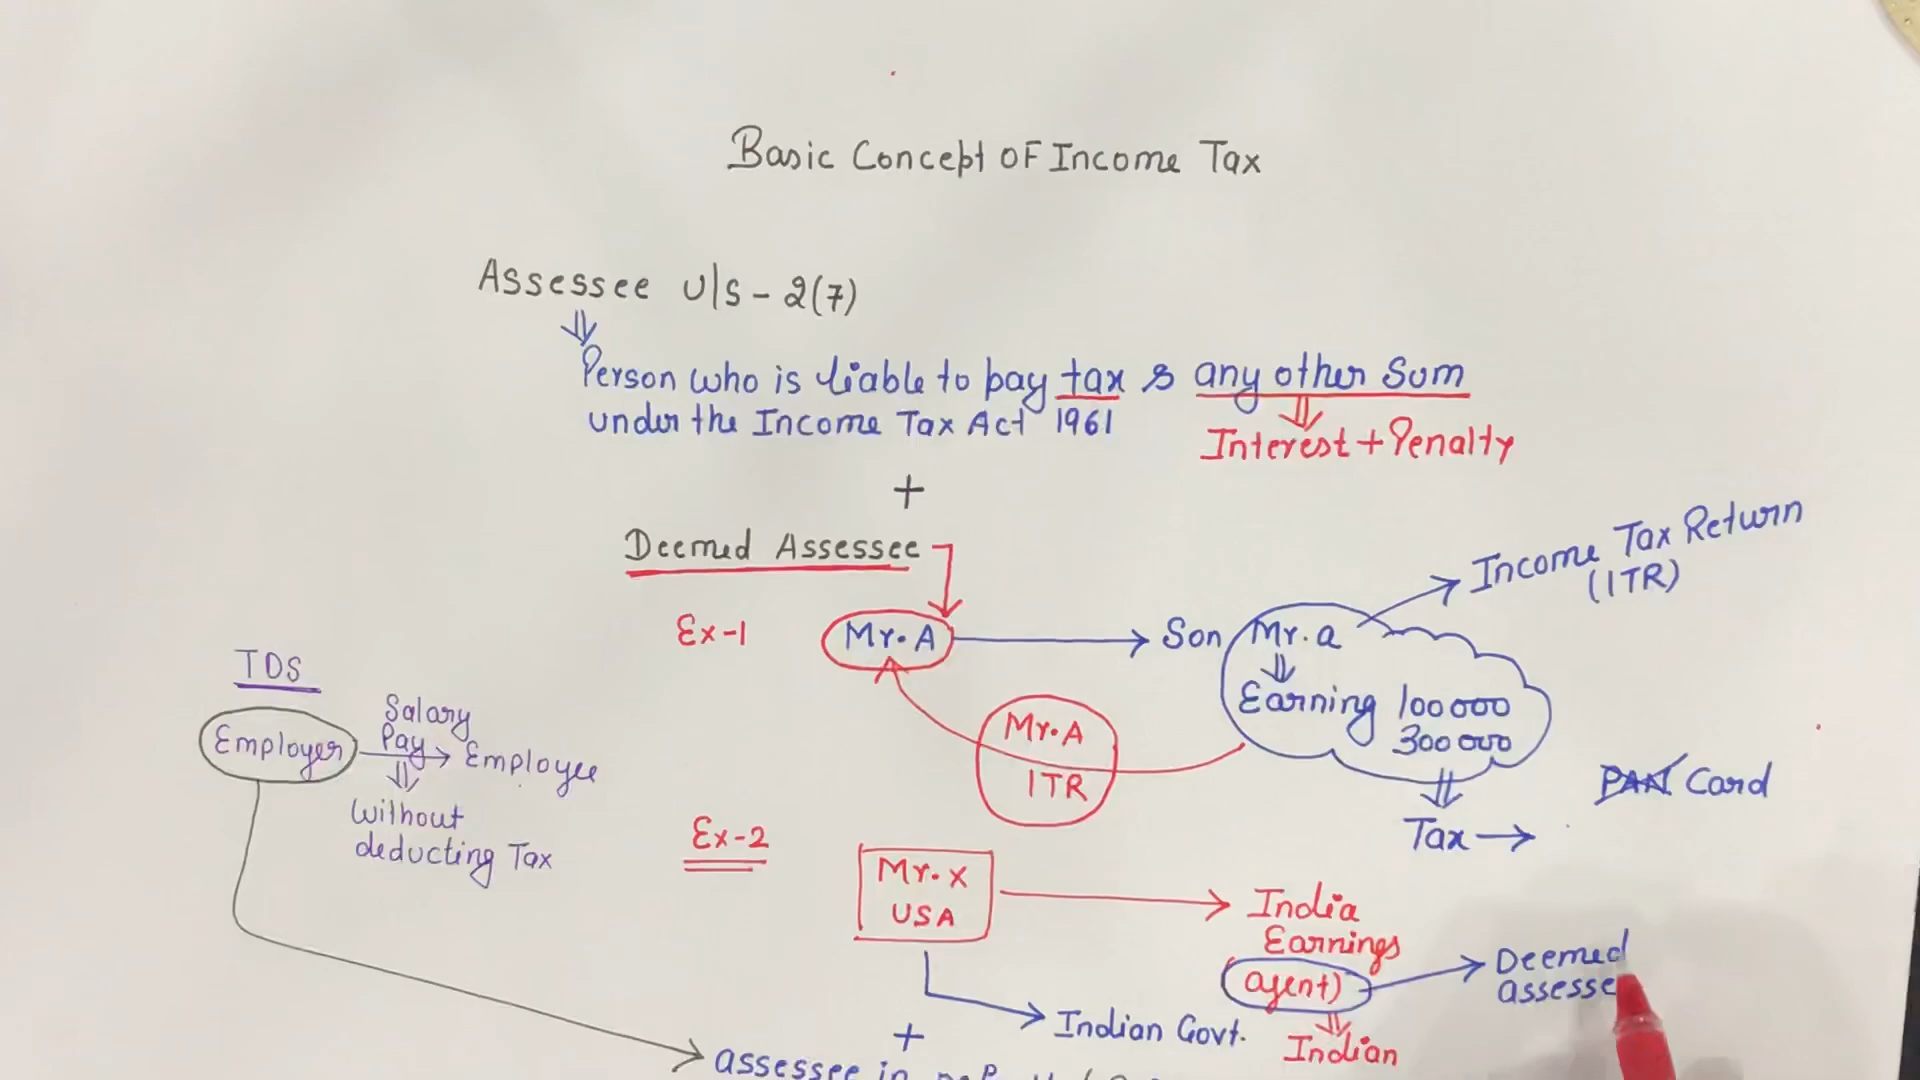 Basic Concept OF Income Tax
Assessee U/s - 2(7)
Person who is liable to pay tax & any other Sum
under the Income Tax Act 1961
Interest + Penalty
+
Deemed Assessee
Income Tax Return
(ITR)
Ex-1
Mr. A
Son Mr. a
Earning 100000
300000
Tax
PAN Card
Mr. A
ITR
TDS
Employer
Salary
Pay
Employee
Without
deducting Tax
Ex-2
Mr. X
USA
India
Earnings
agent)
Indian
Deemed
assesse
Indian Govt.
+
assessee in